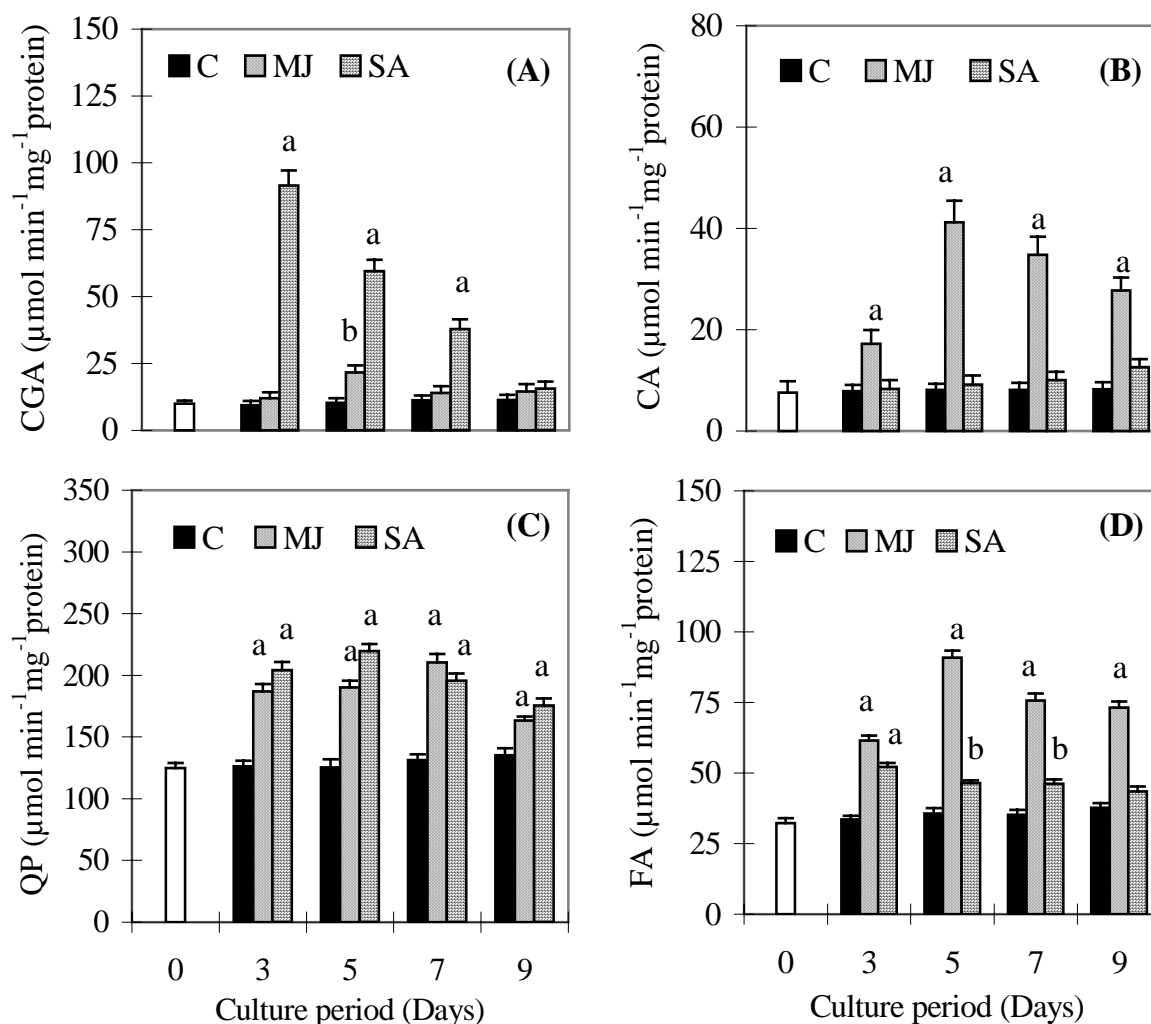 C MJ SA (A)
CGA (µmol min⁻¹mg⁻¹protein)
150
125
100
75
50
25
0
a
a
a
b
C MJ SA (B)
CA (µmol min⁻¹mg⁻¹protein)
80
60
40
20
0
a
a
a
a
C MJ SA (C)
QP (µmol min⁻¹mg⁻¹protein)
350
300
250
200
150
100
50
0
a a
a a
a a
a a
0 3 5 7 9
Culture period (Days)
C MJ SA (D)
FA (µmol min⁻¹mg⁻¹protein)
150
125
100
75
50
25
0
a a
a b
a b
a
0 3 5 7 9
Culture period (Days)